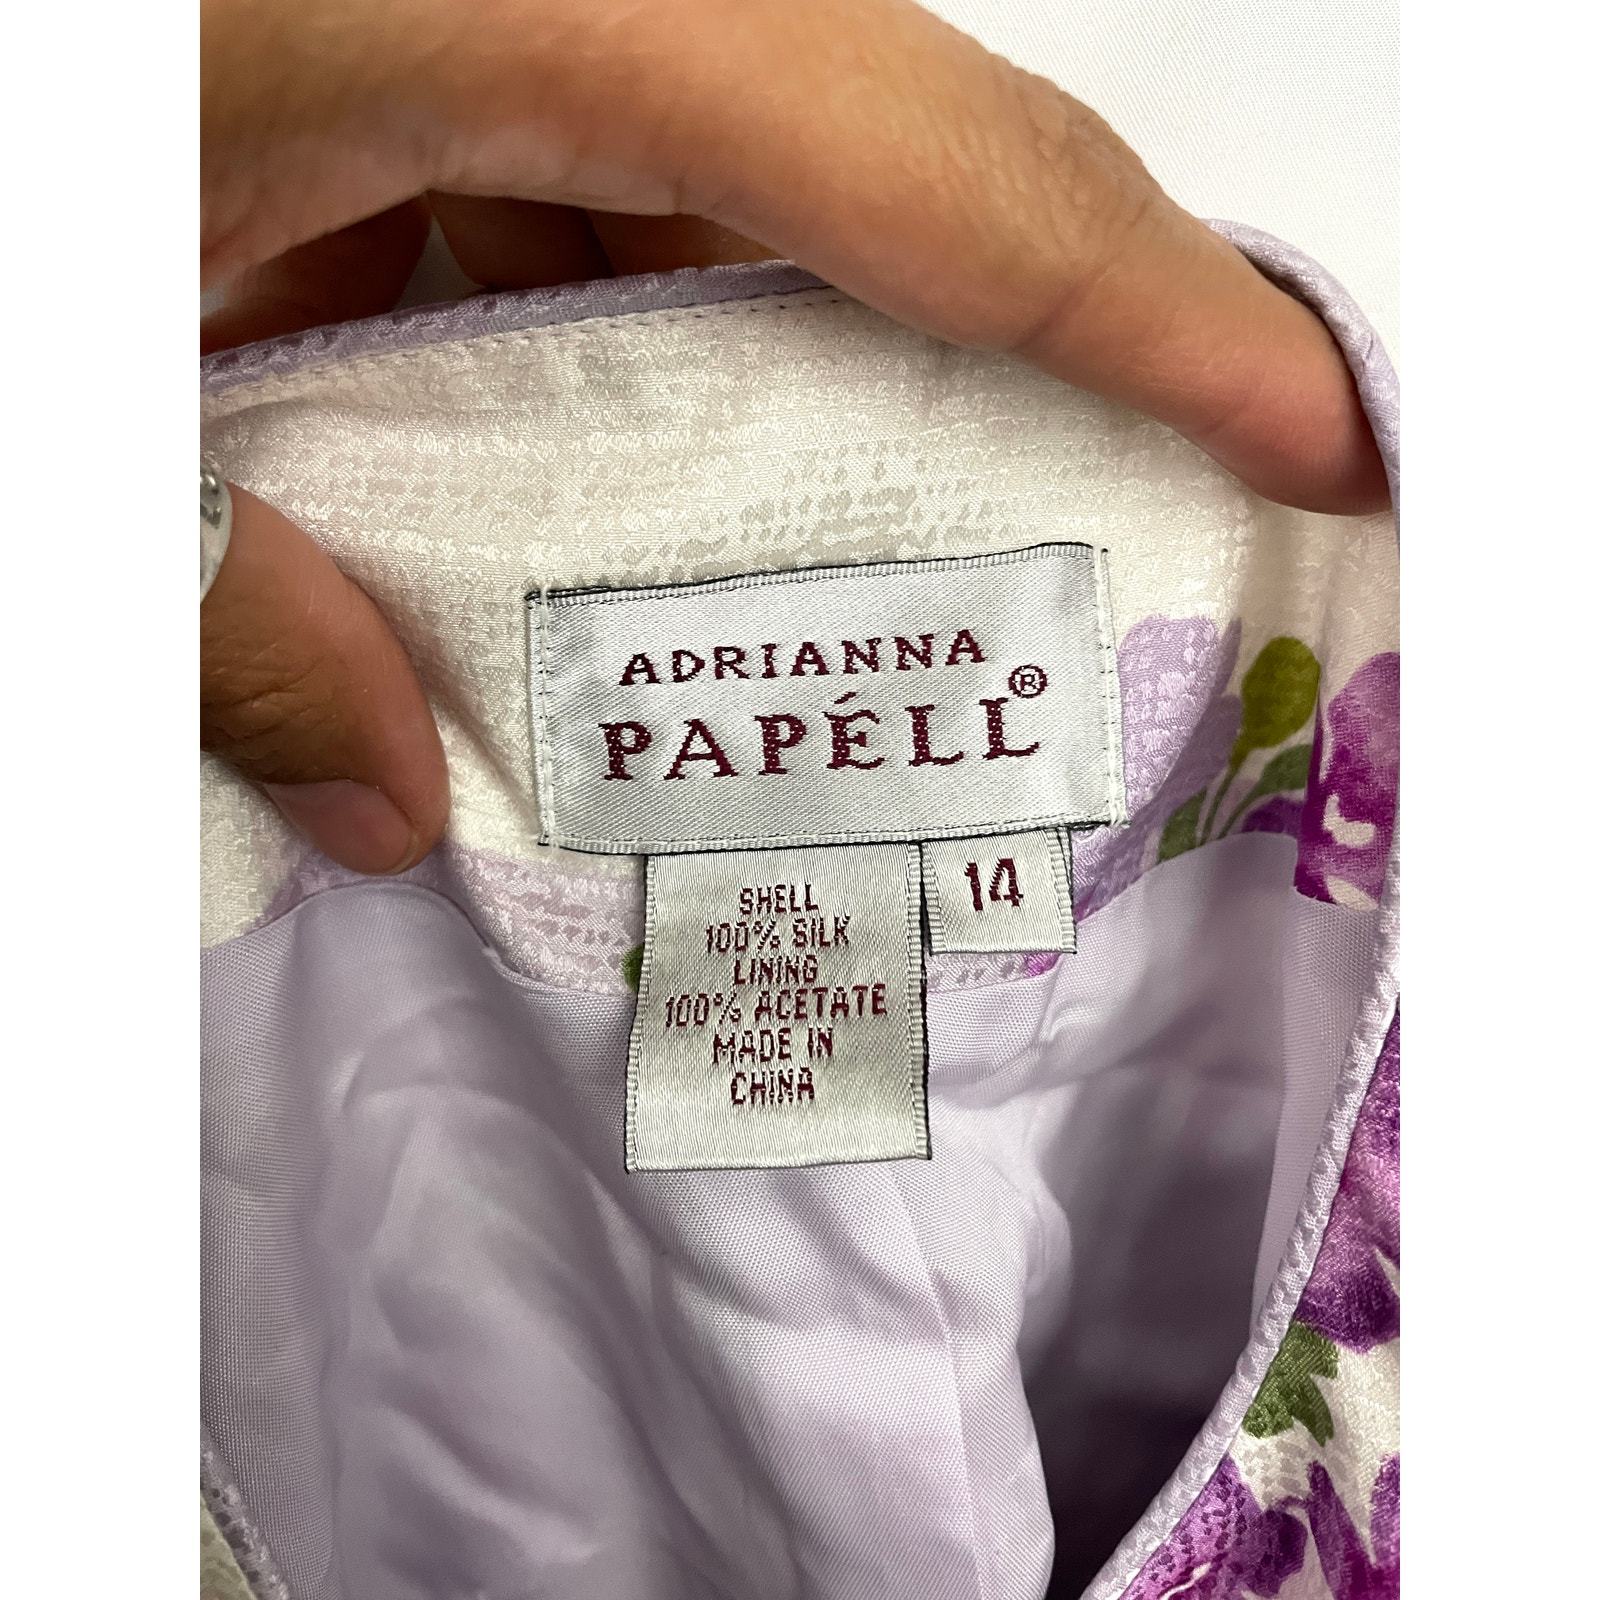 ADRIANNA
PAPÉLL®
14
SHELL
100% SILK
LINING
100% ACETATE
MADE IN
CHINA